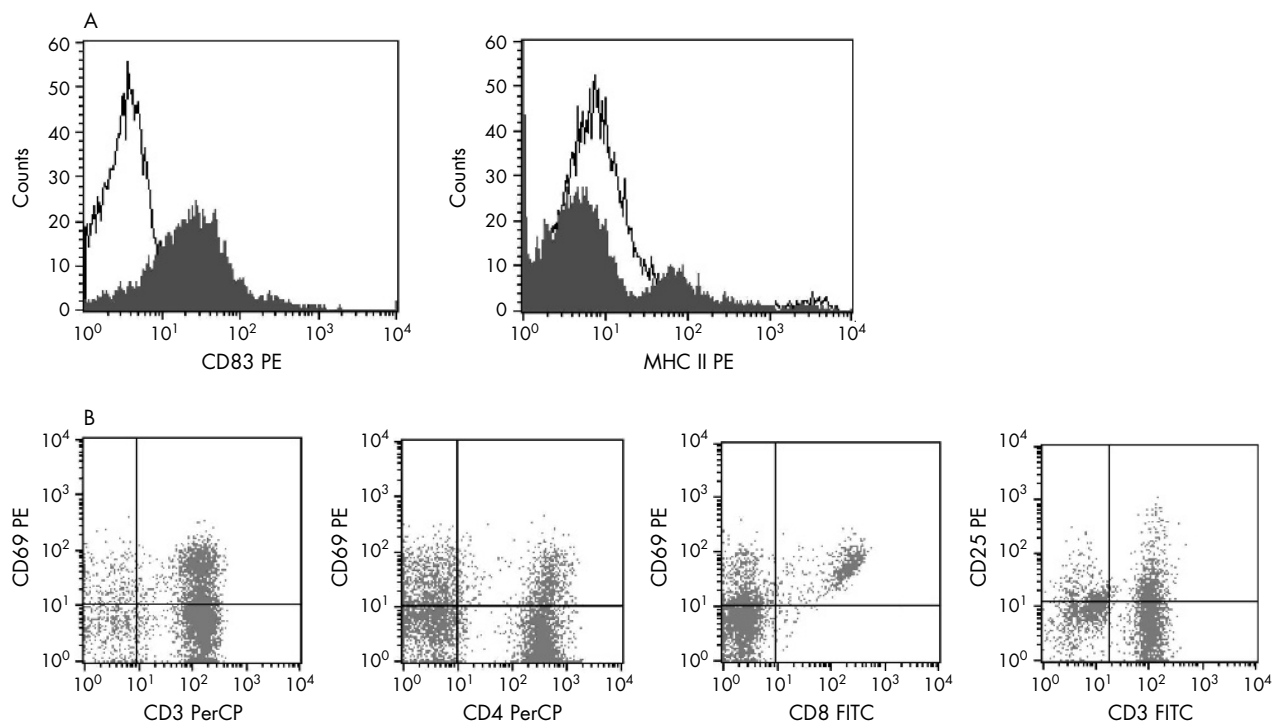 A
60
50
40
30
20
10
0
Counts
10⁰ 10¹ 10² 10³ 10⁴
CD83 PE
60
50
40
30
20
10
0
Counts
10⁰ 10¹ 10² 10³ 10⁴
MHC II PE
B
10⁴
10³
10²
10¹
10⁰
CD69 PE
10⁰ 10¹ 10² 10³ 10⁴
CD3 PerCP
10⁴
10³
10²
10¹
10⁰
CD69 PE
10⁰ 10¹ 10² 10³ 10⁴
CD4 PerCP
10⁴
10³
10²
10¹
10⁰
CD69 PE
10⁰ 10¹ 10² 10³ 10⁴
CD8 FITC
10⁴
10³
10²
10¹
10⁰
CD25 PE
10⁰ 10¹ 10² 10³ 10⁴
CD3 FITC